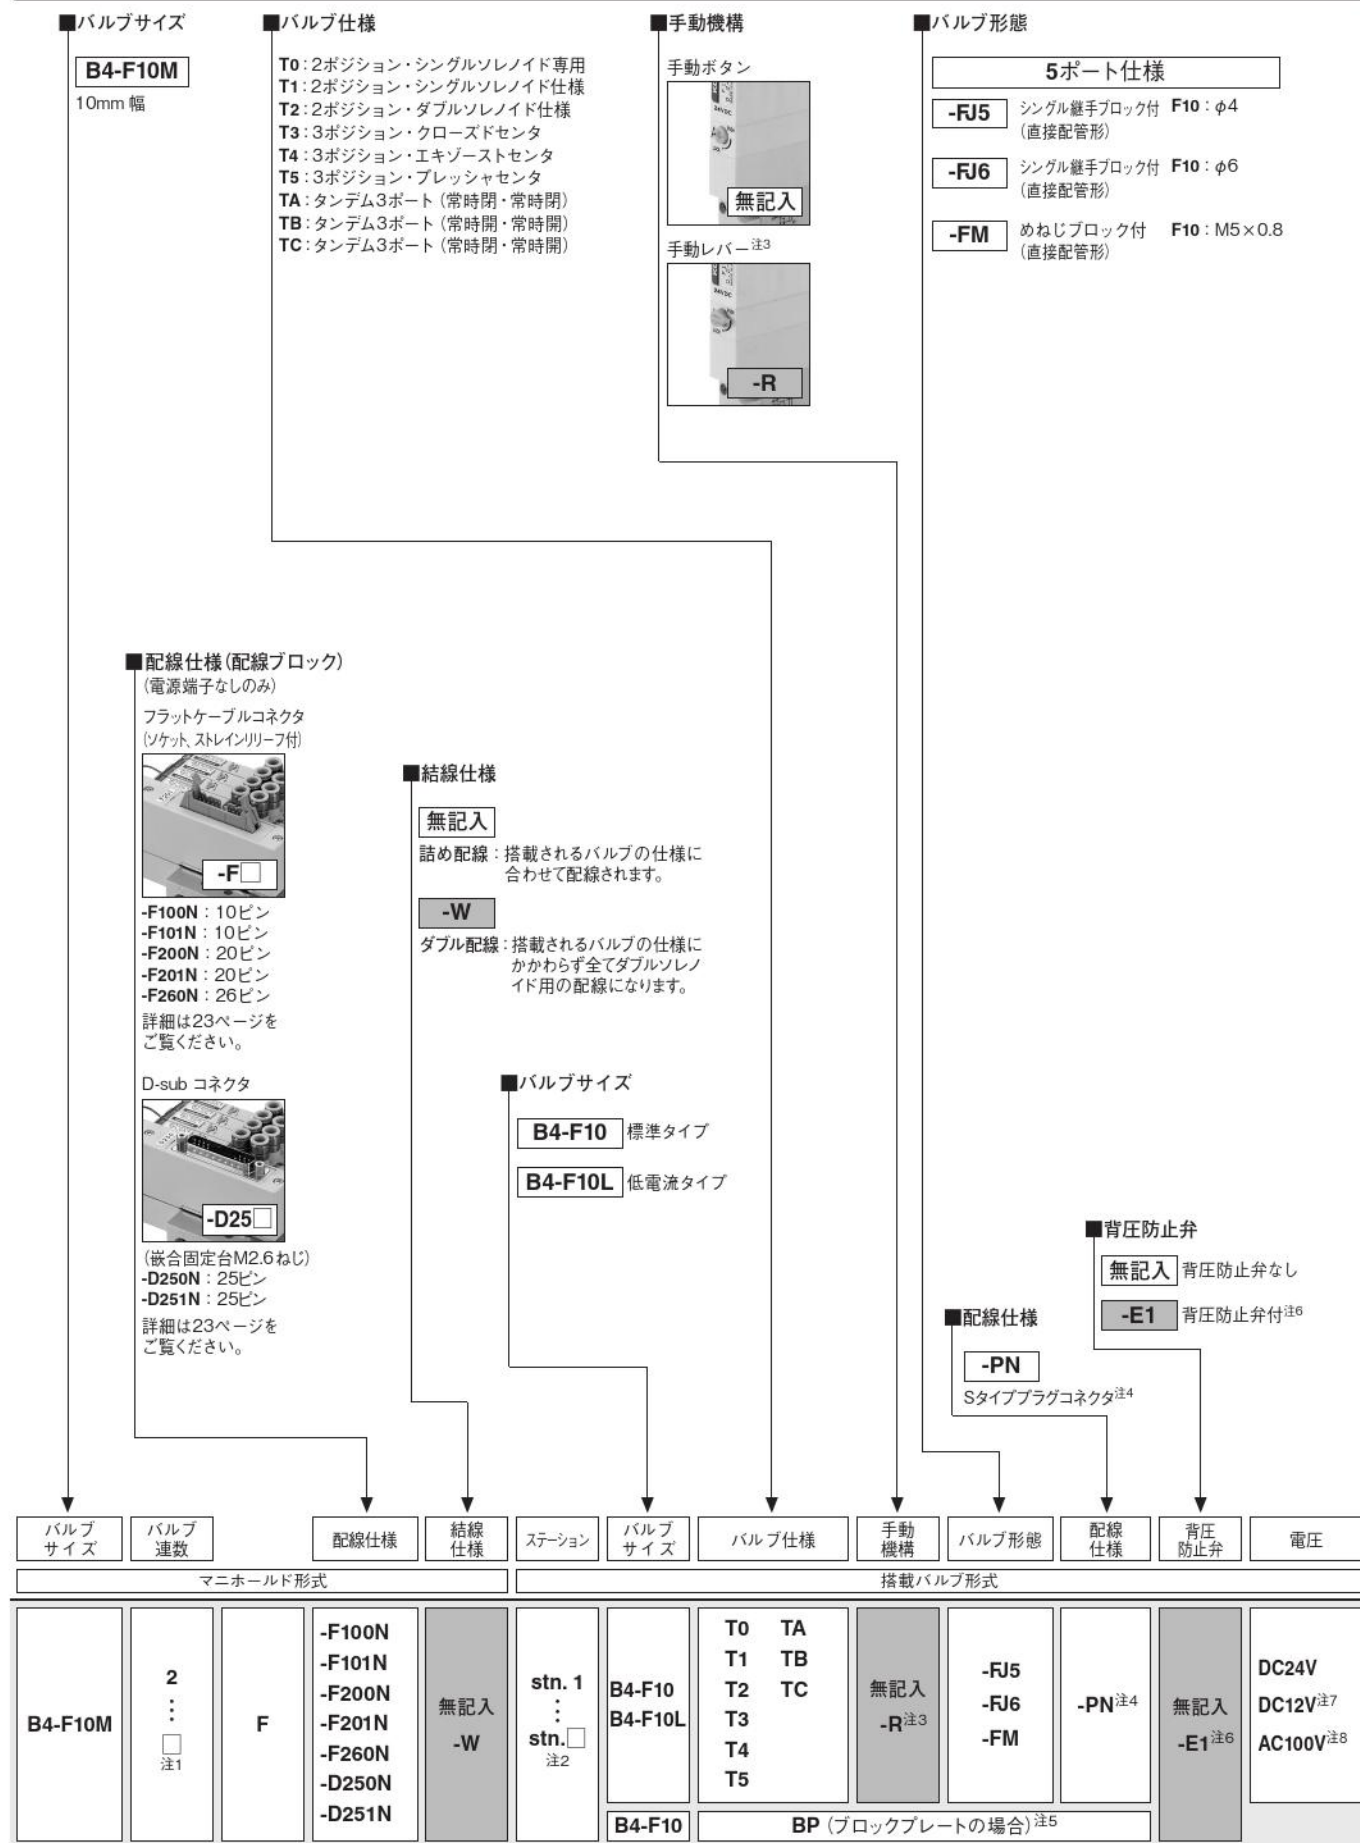 ■バルブサイズ
B4-F10M
10mm 幅
■バルブ仕様
T0：2ポジション・シングルソレノイド専用
T1：2ポジション・シングルソレノイド仕様
T2：2ポジション・ダブルソレノイド仕様
T3：3ポジション・クローズドセンタ
T4：3ポジション・エキゾーストセンタ
T5：3ポジション・プレッシャセンタ
TA：タンデム3ポート（常時閉・常時閉）
TB：タンデム3ポート（常時開・常時開）
TC：タンデム3ポート（常時閉・常時開）
■手動機構
手動ボタン
無記入
手動レバー注3
-R
■バルブ形態
5ポート仕様
-FJ5 シングル継手ブロック付 F10：φ4
（直接配管形）
-FJ6 シングル継手ブロック付 F10：φ6
（直接配管形）
-FM めねじブロック付 F10：M5×0.8
（直接配管形）
■配線仕様（配線ブロック）
（電源端子なしのみ）
フラットケーブルコネクタ
（ソケット、ストレインリリーフ付）
-F□
-F100N：10ピン
-F101N：10ピン
-F200N：20ピン
-F201N：20ピン
-F260N：26ピン
詳細は23ページを
ご覧ください。
D-sub コネクタ
-D25□
（嵌合固定台M2.6ねじ）
-D250N：25ピン
-D251N：25ピン
詳細は23ページを
ご覧ください。
■結線仕様
無記入
詰め配線：搭載されるバルブの仕様に
合わせて配線されます。
-W
ダブル配線：搭載されるバルブの仕様に
かかわらず全てダブルソレノ
イド用の配線になります。
■バルブサイズ
B4-F10 標準タイプ
B4-F10L 低電流タイプ
■配線仕様
-PN
Sタイププラグコネクタ注4
■背圧防止弁
無記入 背圧防止弁なし
-E1 背圧防止弁付注6
バルブサイズ バルブ連数 配線仕様 結線仕様 ステーション バルブサイズ バルブ仕様 手動機構 バルブ形態 配線仕様 背圧防止弁 電圧
マニホールド形式 搭載バルブ形式
B4-F10M
2
⋮
□
注1
F
-F100N
-F101N
-F200N
-F201N
-F260N
-D250N
-D251N
無記入
-W
stn. 1
⋮
stn.□
注2
B4-F10
B4-F10L
T0 TA
T1 TB
T2 TC
T3
T4
T5
無記入
-R注3
-FJ5
-FJ6
-FM
-PN注4
無記入
-E1注6
DC24V
DC12V注7
AC100V注8
B4-F10 BP（ブロックプレートの場合）注5